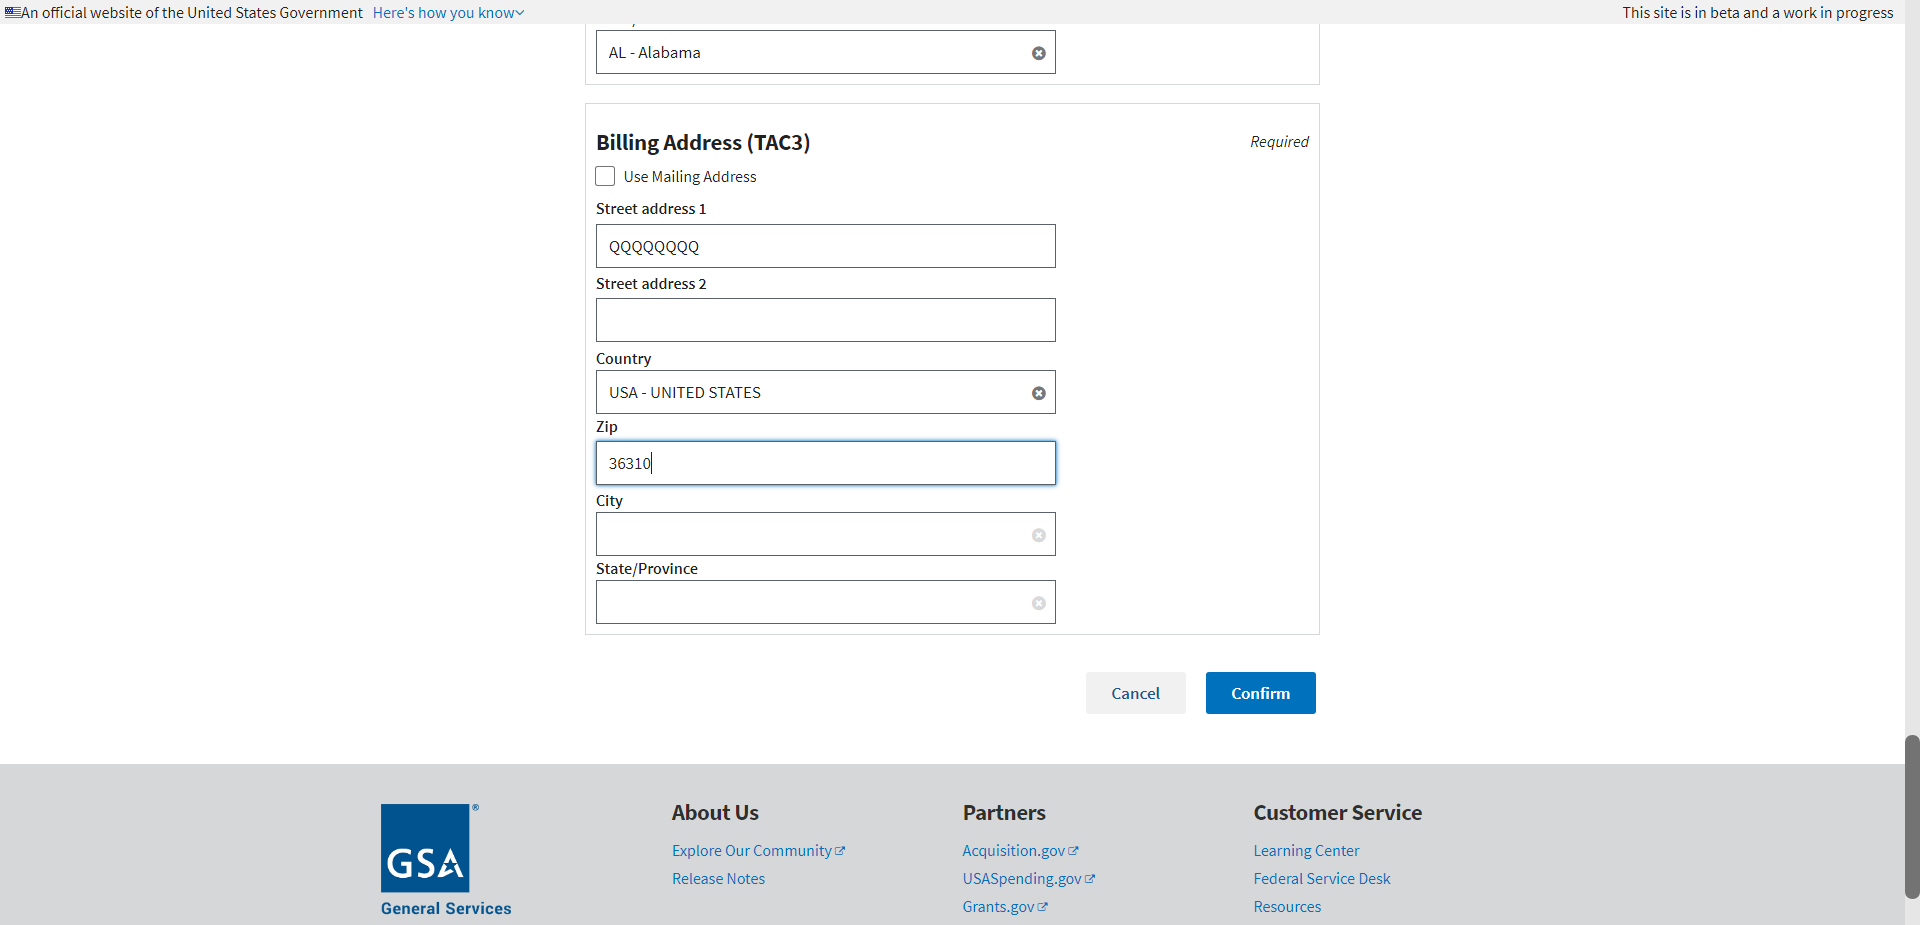 An official website of the United States Government Here's how you know
This site is in beta and a work in progress
AL - Alabama
Billing Address (TAC3)
Required
Use Mailing Address
Street address 1
QQQQQQQQ
Street address 2
Country
USA - UNITED STATES
Zip
36310
City
State/Province
Cancel
Confirm
GSA
®
General Services
About Us
Explore Our Community
Release Notes
Partners
Acquisition.gov
USASpending.gov
Grants.gov
Customer Service
Learning Center
Federal Service Desk
Resources